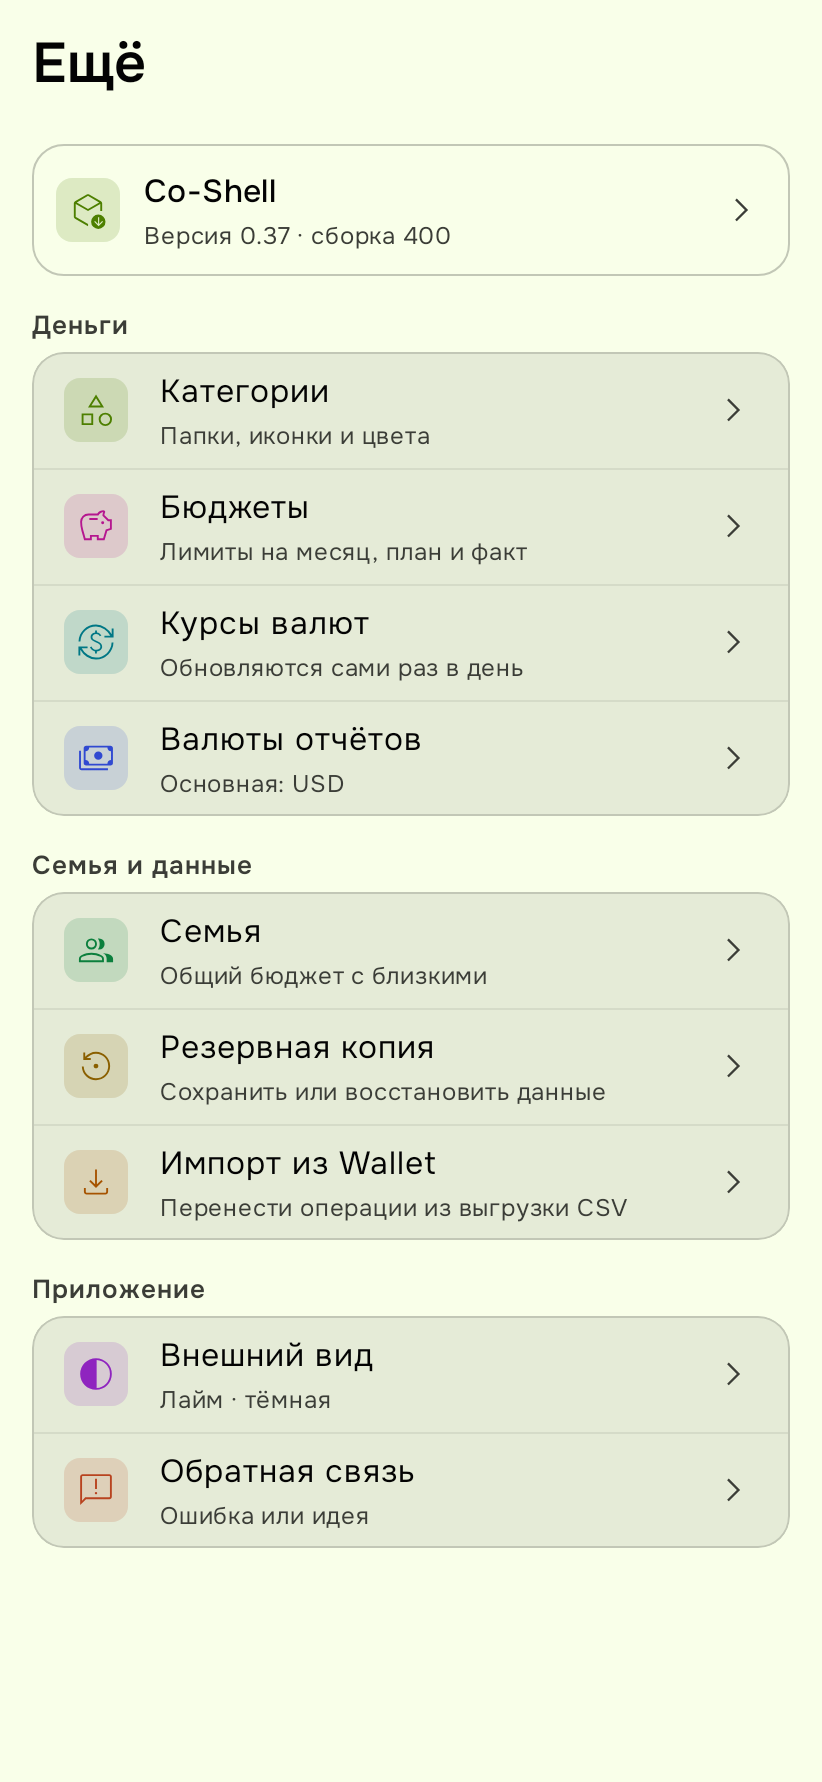 Ещё
Co-Shell
Версия 0.37 · сборка 400
Деньги
Категории
Папки, иконки и цвета
Бюджеты
Лимиты на месяц, план и факт
Курсы валют
Обновляются сами раз в день
Валюты отчётов
Основная: USD
Семья и данные
Семья
Общий бюджет с близкими
Резервная копия
Сохранить или восстановить данные
Импорт из Wallet
Перенести операции из выгрузки CSV
Приложение
Внешний вид
Лайм · тёмная
Обратная связь
Ошибка или идея